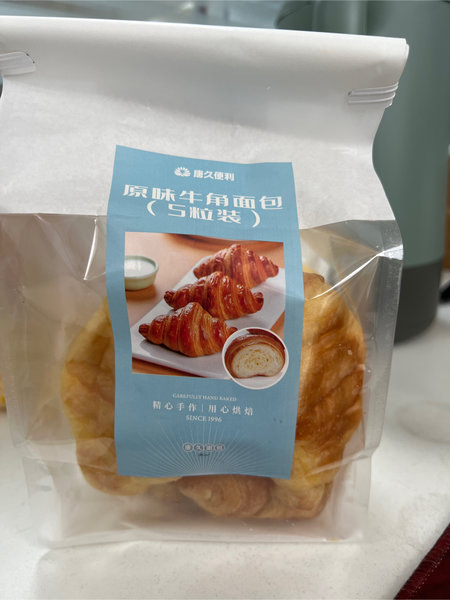 唐久便利
原味牛角面包
（5粒装）
CAREFULLY HAND BAKED
精心手作｜用心烘焙
SINCE 1996